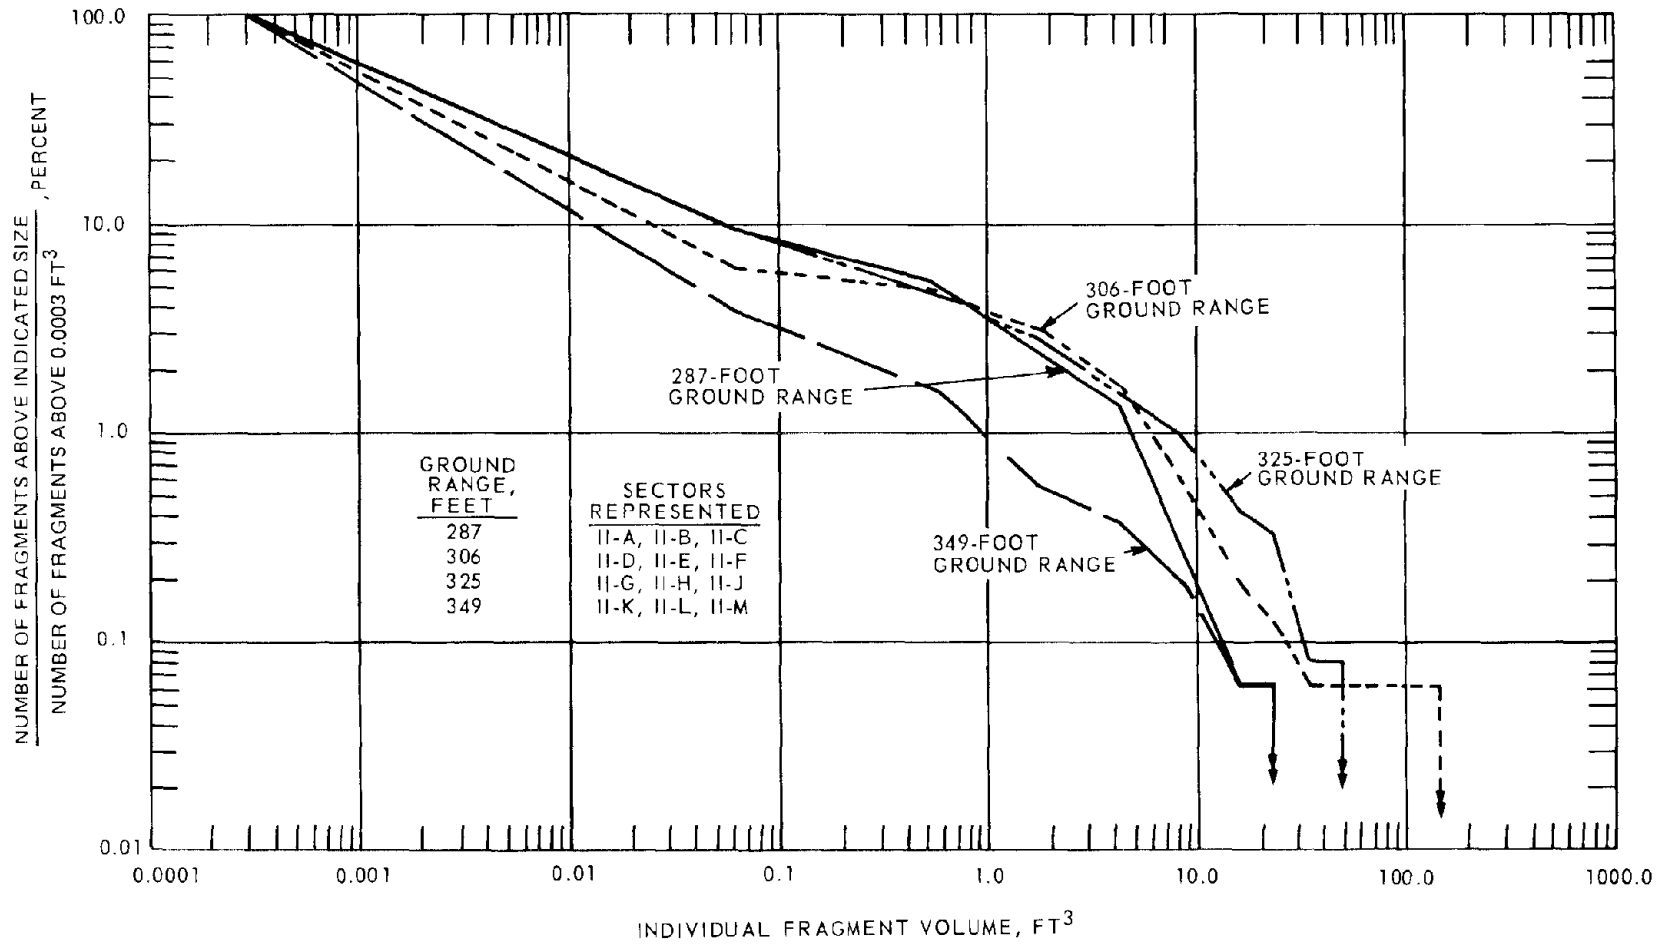 NUMBER OF FRAGMENTS ABOVE INDICATED SIZE
NUMBER OF FRAGMENTS ABOVE 0.0003 FT³
, PERCENT
100.0
10.0
1.0
0.1
0.01
306-FOOT
GROUND RANGE
287-FOOT
GROUND RANGE
325-FOOT
GROUND RANGE
349-FOOT
GROUND RANGE
GROUND
RANGE,
FEET
SECTORS
REPRESENTED
287 II-A, II-B, II-C
306 II-D, II-E, II-F
325 II-G, II-H, II-J
349 II-K, II-L, II-M
0.0001 0.001 0.01 0.1 1.0 10.0 100.0 1000.0
INDIVIDUAL FRAGMENT VOLUME, FT³